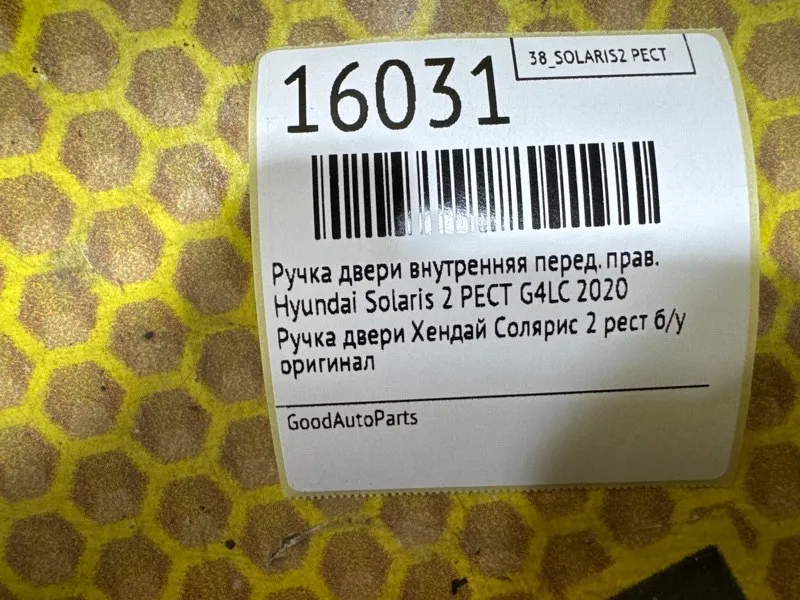 38_SOLARIS2 РЕСТ
16031
Ручка двери внутренняя перед. прав.
Hyundai Solaris 2 РЕСТ G4LC 2020
Ручка двери Хендай Солярис 2 рест б/у
оригинал
GoodAutoParts